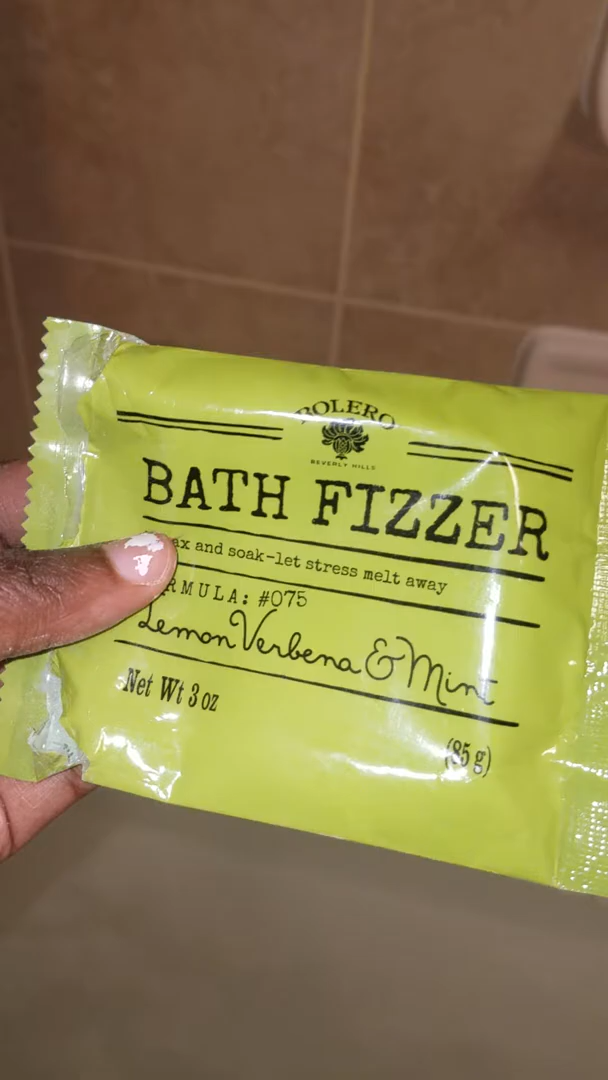 BOLERO
BEVERLY HILLS
BATH FIZZER
and soak-let stress melt away
#075
Lemon Verbena & Mint
Net Wt 3 oz
(85 g)